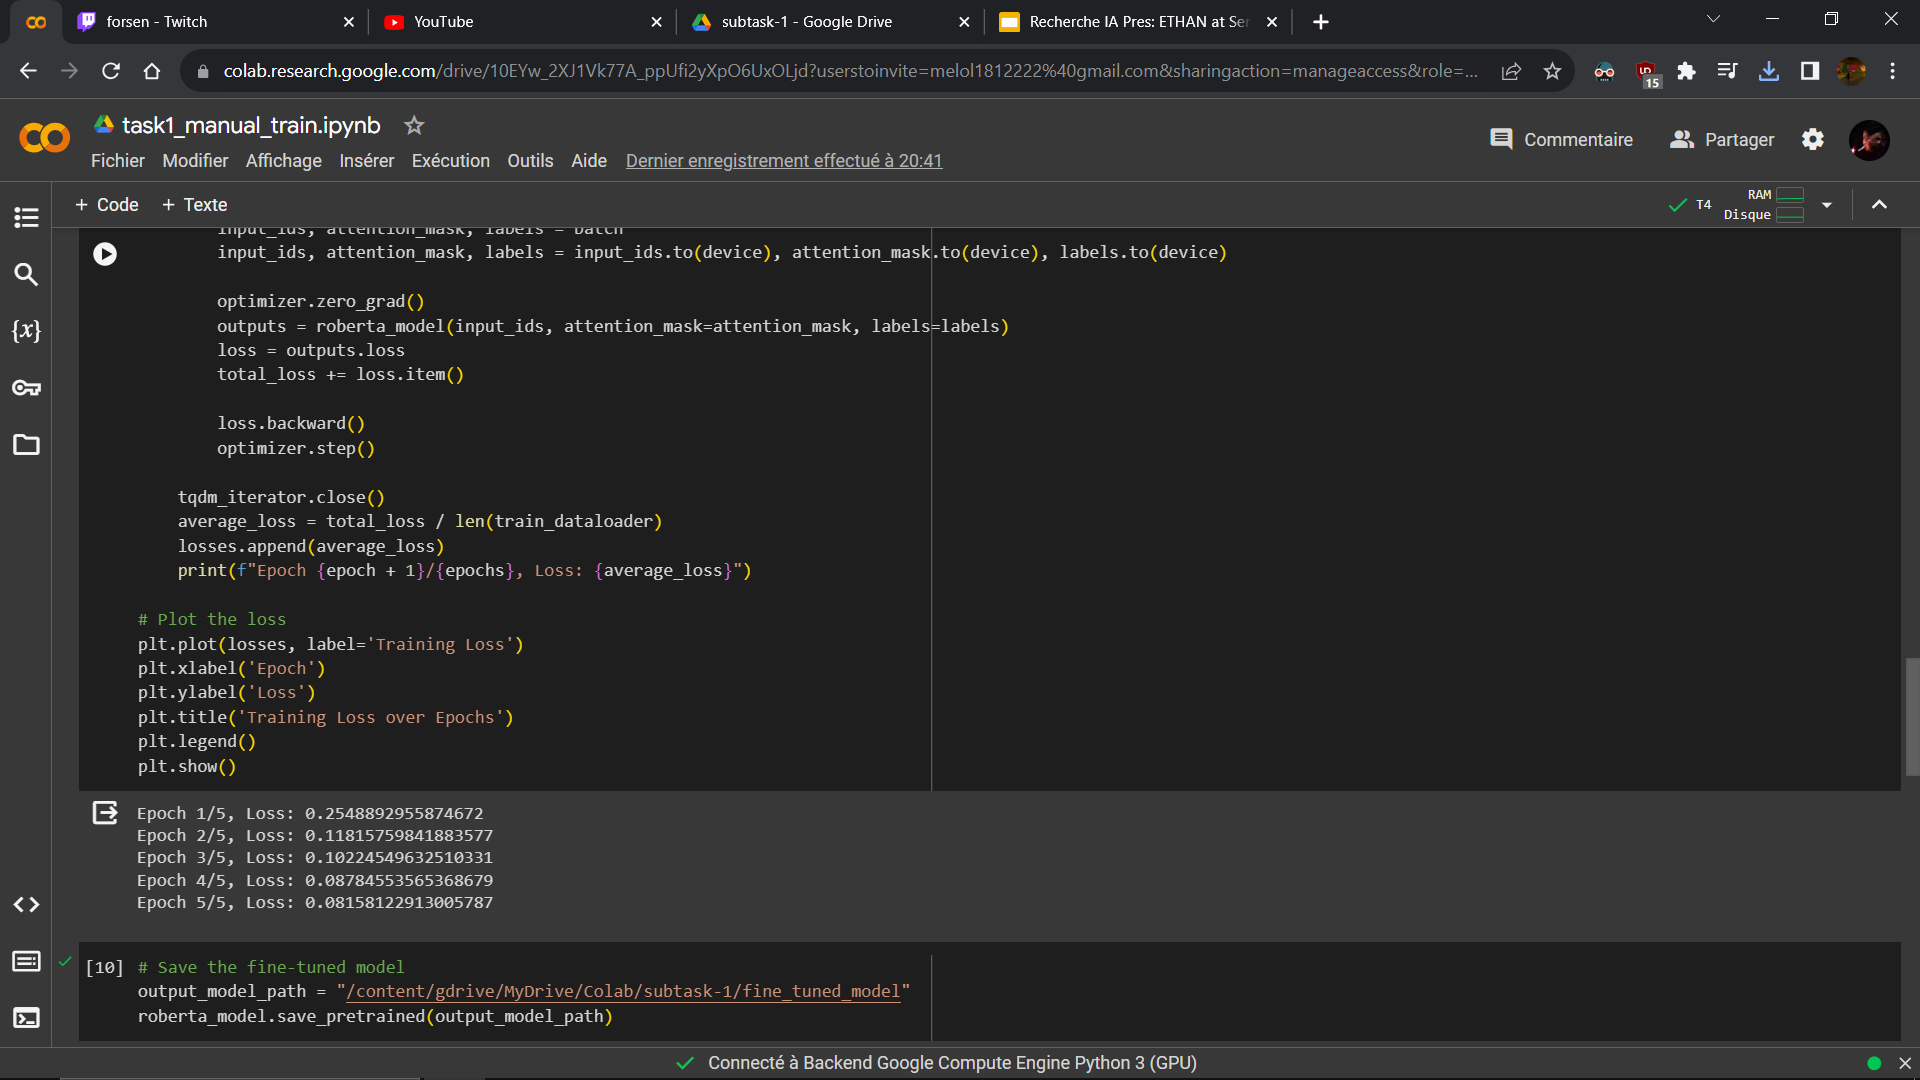 forsen - Twitch
YouTube
subtask-1 - Google Drive
Recherche IA Pres: ETHAN at Ser
colab.research.google.com/drive/10EYw_2XJ1Vk77A_ppUfi2yXpO6UxOLjd?userstoinvite=melol1812222%40gmail.com&sharingaction=manageaccess&role=...
15
task1_manual_train.ipynb
Commentaire
Partager
Fichier Modifier Affichage Insérer Exécution Outils Aide Dernier enregistrement effectué à 20:41
+ Code + Texte
T4
RAM
Disque
input_ids, attention_mask, labels = batch
input_ids, attention_mask, labels = input_ids.to(device), attention_mask.to(device), labels.to(device)
optimizer.zero_grad()
outputs = roberta_model(input_ids, attention_mask=attention_mask, labels=labels)
loss = outputs.loss
total_loss += loss.item()
loss.backward()
optimizer.step()
tqdm_iterator.close()
average_loss = total_loss / len(train_dataloader)
losses.append(average_loss)
print(f"Epoch {epoch + 1}/{epochs}, Loss: {average_loss}")
# Plot the loss
plt.plot(losses, label='Training Loss')
plt.xlabel('Epoch')
plt.ylabel('Loss')
plt.title('Training Loss over Epochs')
plt.legend()
plt.show()
Epoch 1/5, Loss: 0.2548892955874672
Epoch 2/5, Loss: 0.11815759841883577
Epoch 3/5, Loss: 0.10224549632510331
Epoch 4/5, Loss: 0.08784553565368679
Epoch 5/5, Loss: 0.08158122913005787
[10] # Save the fine-tuned model
output_model_path = "/content/gdrive/MyDrive/Colab/subtask-1/fine_tuned_model"
roberta_model.save_pretrained(output_model_path)
Connecté à Backend Google Compute Engine Python 3 (GPU)